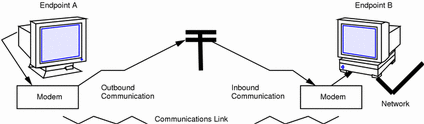 Endpoint A
Endpoint B
Modem
Outbound
Communication
Inbound
Communication
Modem
Network
Communications Link